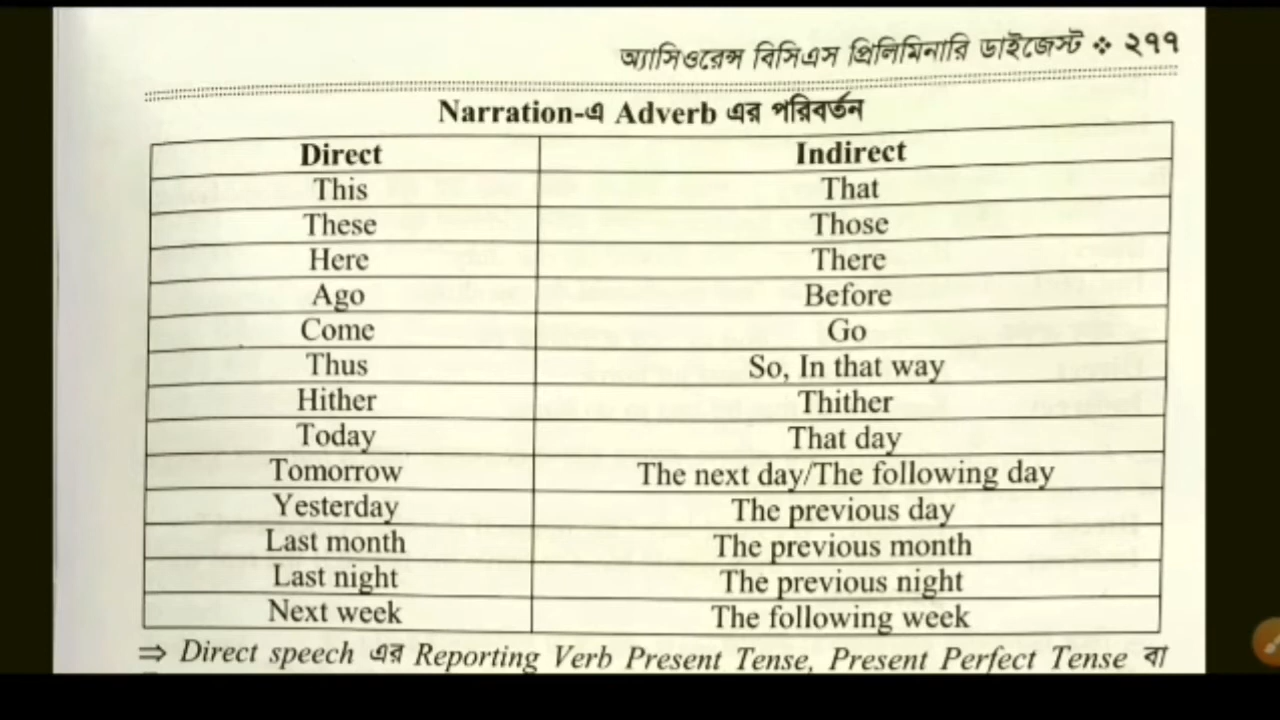 অ্যাসিওরেন্স বিসিএস প্রিলিমিনারি ডাইজেস্ট ❖ ২৭৭
Narration-এ Adverb এর পরিবর্তন
Direct Indirect
This That
These Those
Here There
Ago Before
Come Go
Thus So, In that way
Hither Thither
Today That day
Tomorrow The next day/The following day
Yesterday The previous day
Last month The previous month
Last night The previous night
Next week The following week
⇒ Direct speech এর Reporting Verb Present Tense, Present Perfect Tense বা